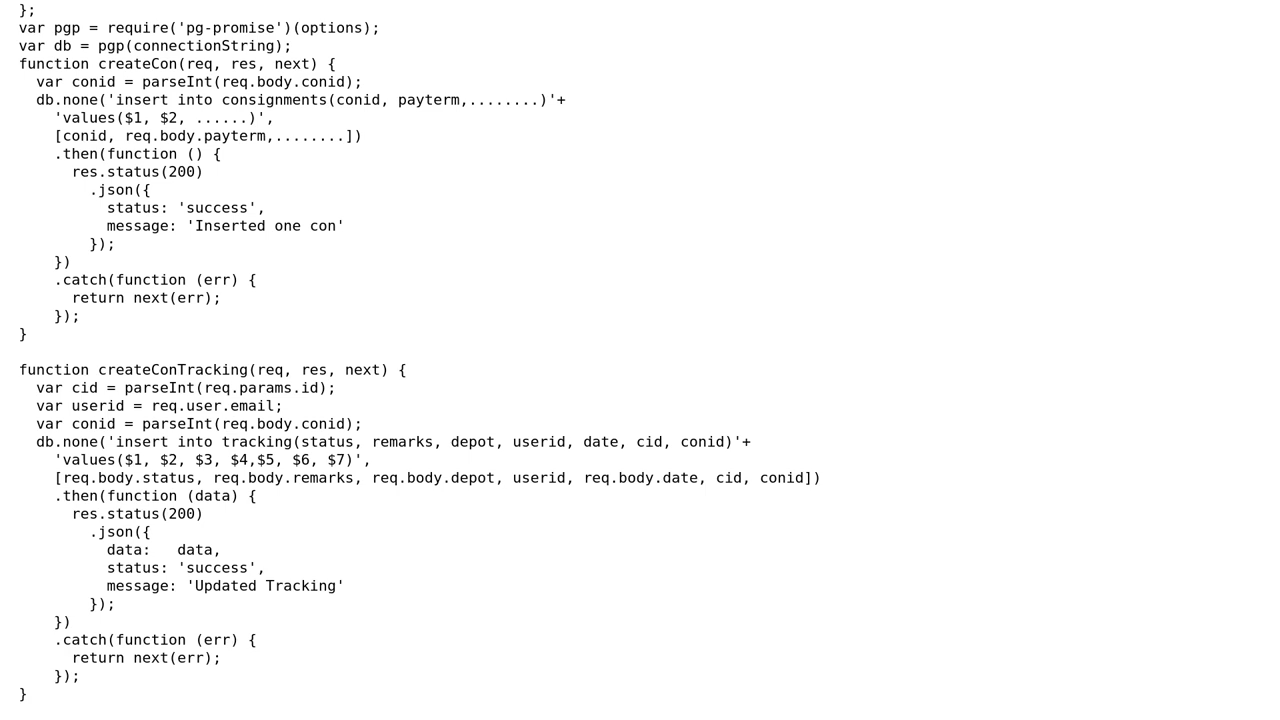 };
var pgp = require('pg-promise')(options);
var db = pgp(connectionString);
function createCon(req, res, next) {
  var conid = parseInt(req.body.conid);
  db.none('insert into consignments(conid, payterm,........)'+
    'values($1, $2, ......)',
    [conid, req.body.payterm,........])
    .then(function () {
      res.status(200)
        .json({
          status: 'success',
          message: 'Inserted one con'
        });
    })
    .catch(function (err) {
      return next(err);
    });
}

function createConTracking(req, res, next) {
  var cid = parseInt(req.params.id);
  var userid = req.user.email;
  var conid = parseInt(req.body.conid);
  db.none('insert into tracking(status, remarks, depot, userid, date, cid, conid)'+
    'values($1, $2, $3, $4,$5, $6, $7)',
    [req.body.status, req.body.remarks, req.body.depot, userid, req.body.date, cid, conid])
    .then(function (data) {
      res.status(200)
        .json({
          data:   data,
          status: 'success',
          message: 'Updated Tracking'
        });
    })
    .catch(function (err) {
      return next(err);
    });
}